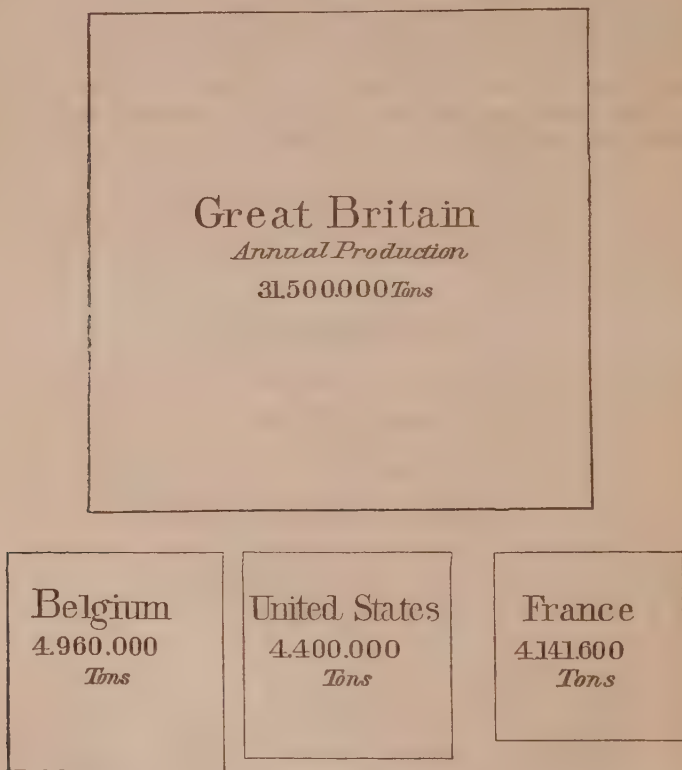 Great Britain
Annual Production
31.500.000 Tons
Belgium
4.960.000
Tons
United States
4.400.000
Tons
France
4.141.600
Tons